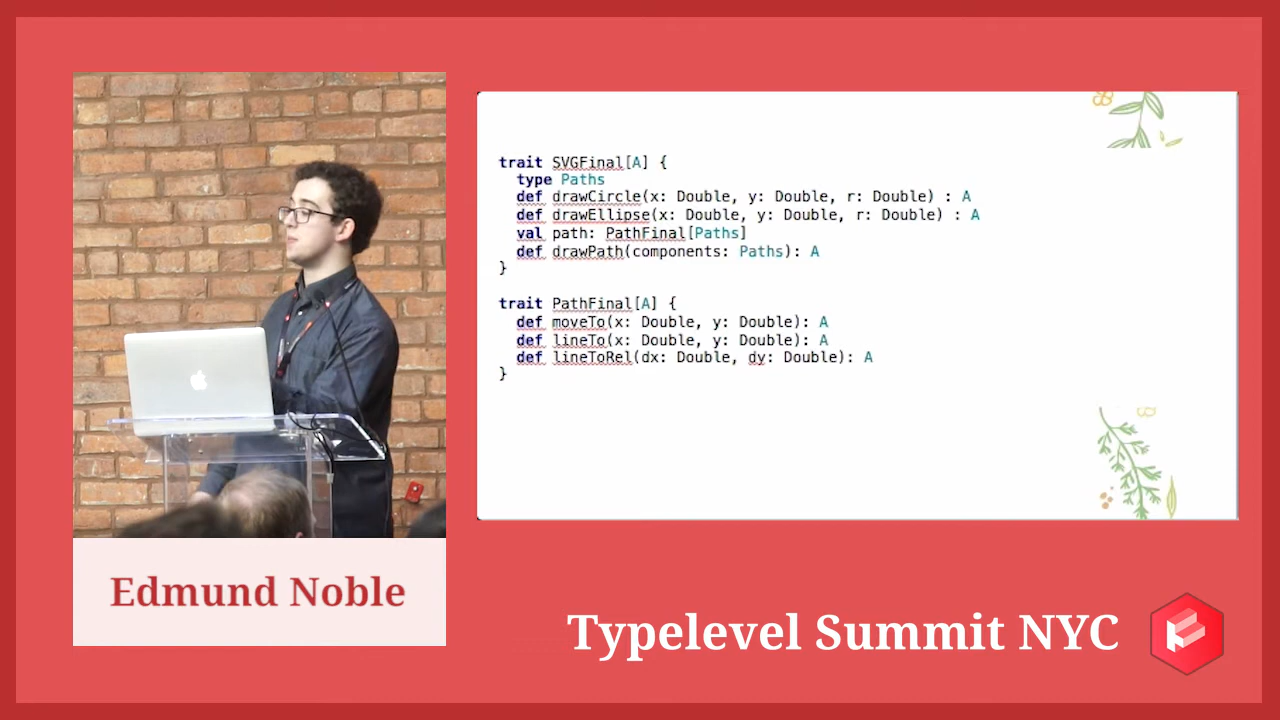 trait SVGFinal[A] {
type Paths
def drawCircle(x: Double, y: Double, r: Double) : A
def drawEllipse(x: Double, y: Double, r: Double) : A
val path: PathFinal[Paths]
def drawPath(components: Paths): A
}
trait PathFinal[A] {
def moveTo(x: Double, y: Double): A
def lineTo(x: Double, y: Double): A
def lineToRel(dx: Double, dy: Double): A
}
Edmund Noble
Typelevel Summit NYC